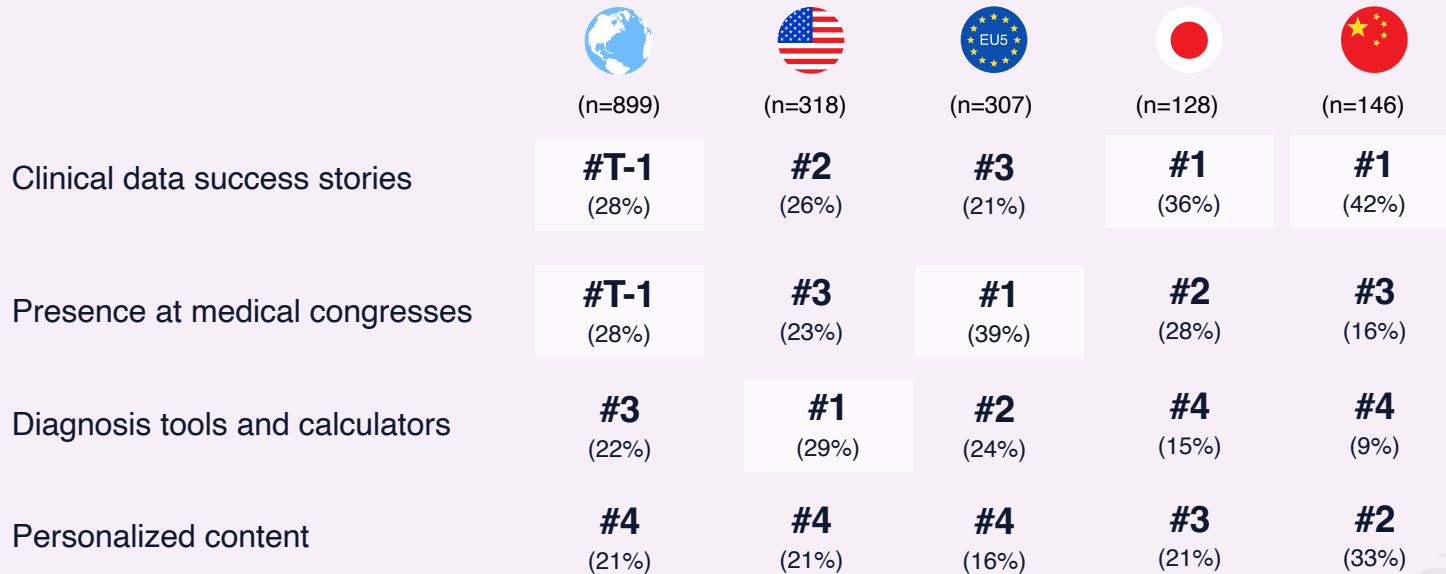 EU5
(n=899) (n=318) (n=307) (n=128) (n=146)
Clinical data success stories #T-1 #2 #3 #1 #1
(28%) (26%) (21%) (36%) (42%)
Presence at medical congresses #T-1 #3 #1 #2 #3
(28%) (23%) (39%) (28%) (16%)
Diagnosis tools and calculators #3 #1 #2 #4 #4
(22%) (29%) (24%) (15%) (9%)
Personalized content #4 #4 #4 #3 #2
(21%) (21%) (16%) (21%) (33%)